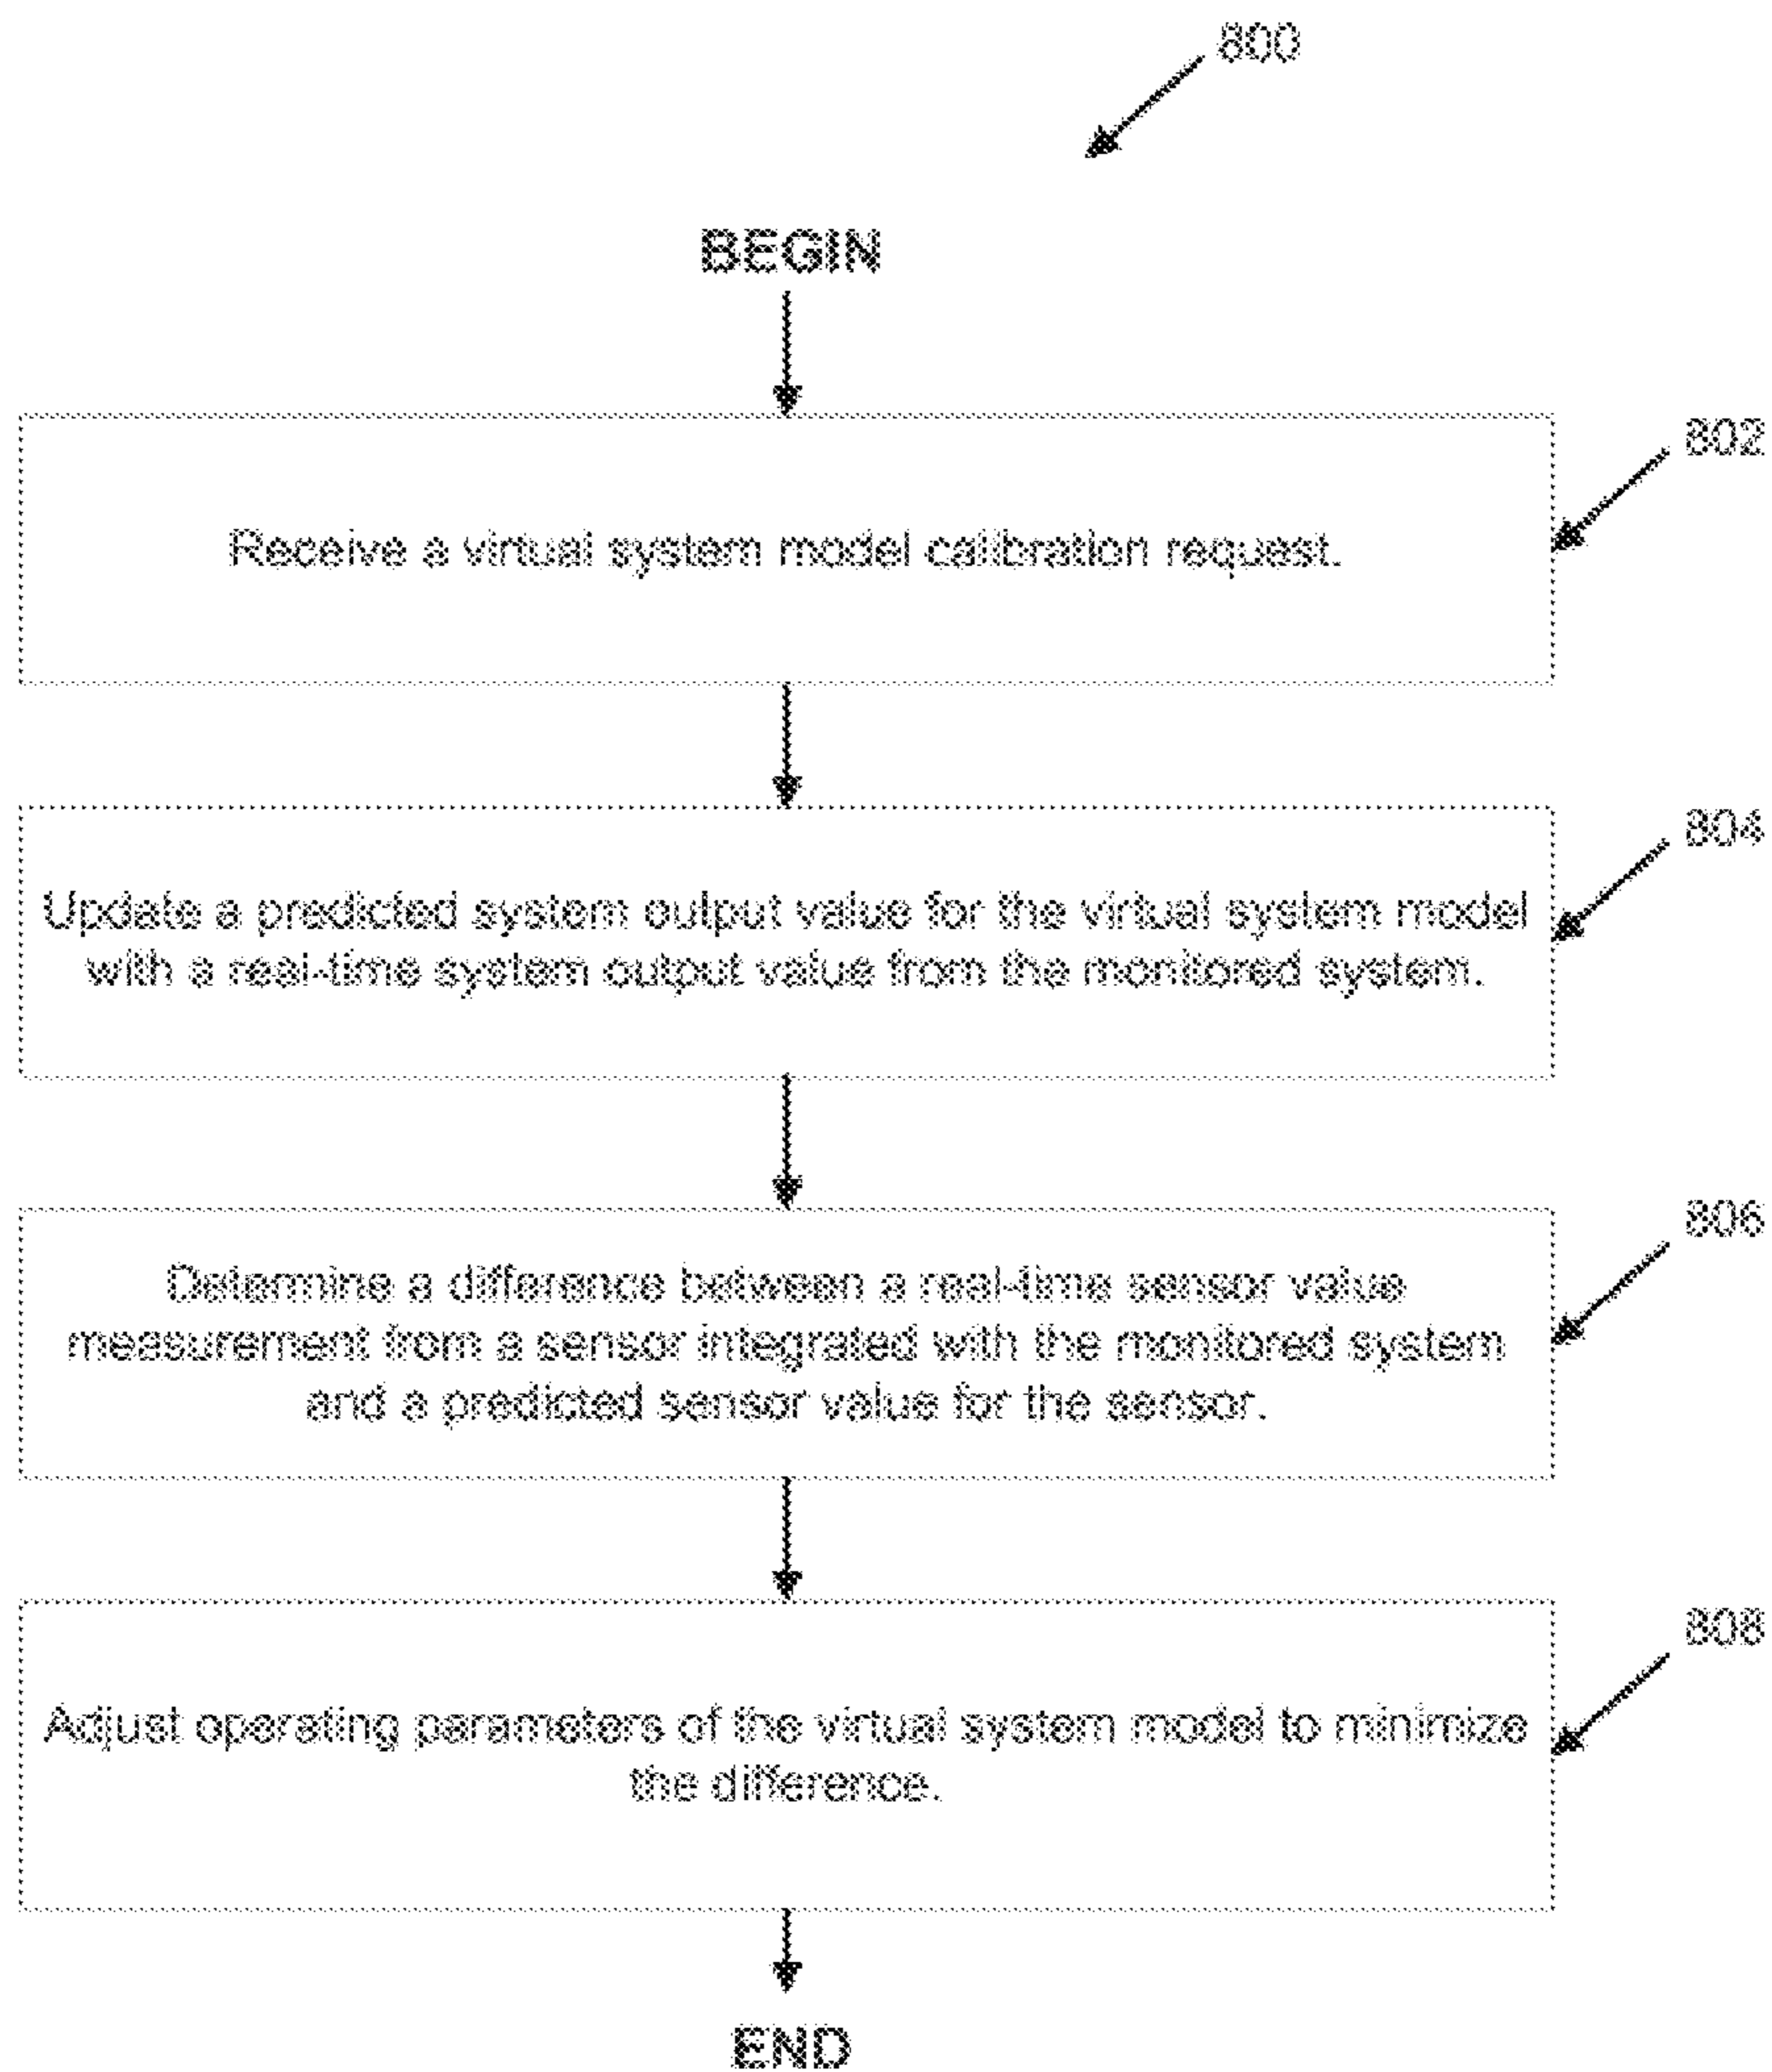 800
BEGIN
802
Receive a virtual system model calibration request.
804
Update a predicted system output value for the virtual system model
with a real-time system output value from the monitored system.
806
Determine a difference between a real-time sensor value
measurement from a sensor integrated with the monitored system
and a predicted sensor value for the sensor.
808
Adjust operating parameters of the virtual system model to minimize
the difference.
END